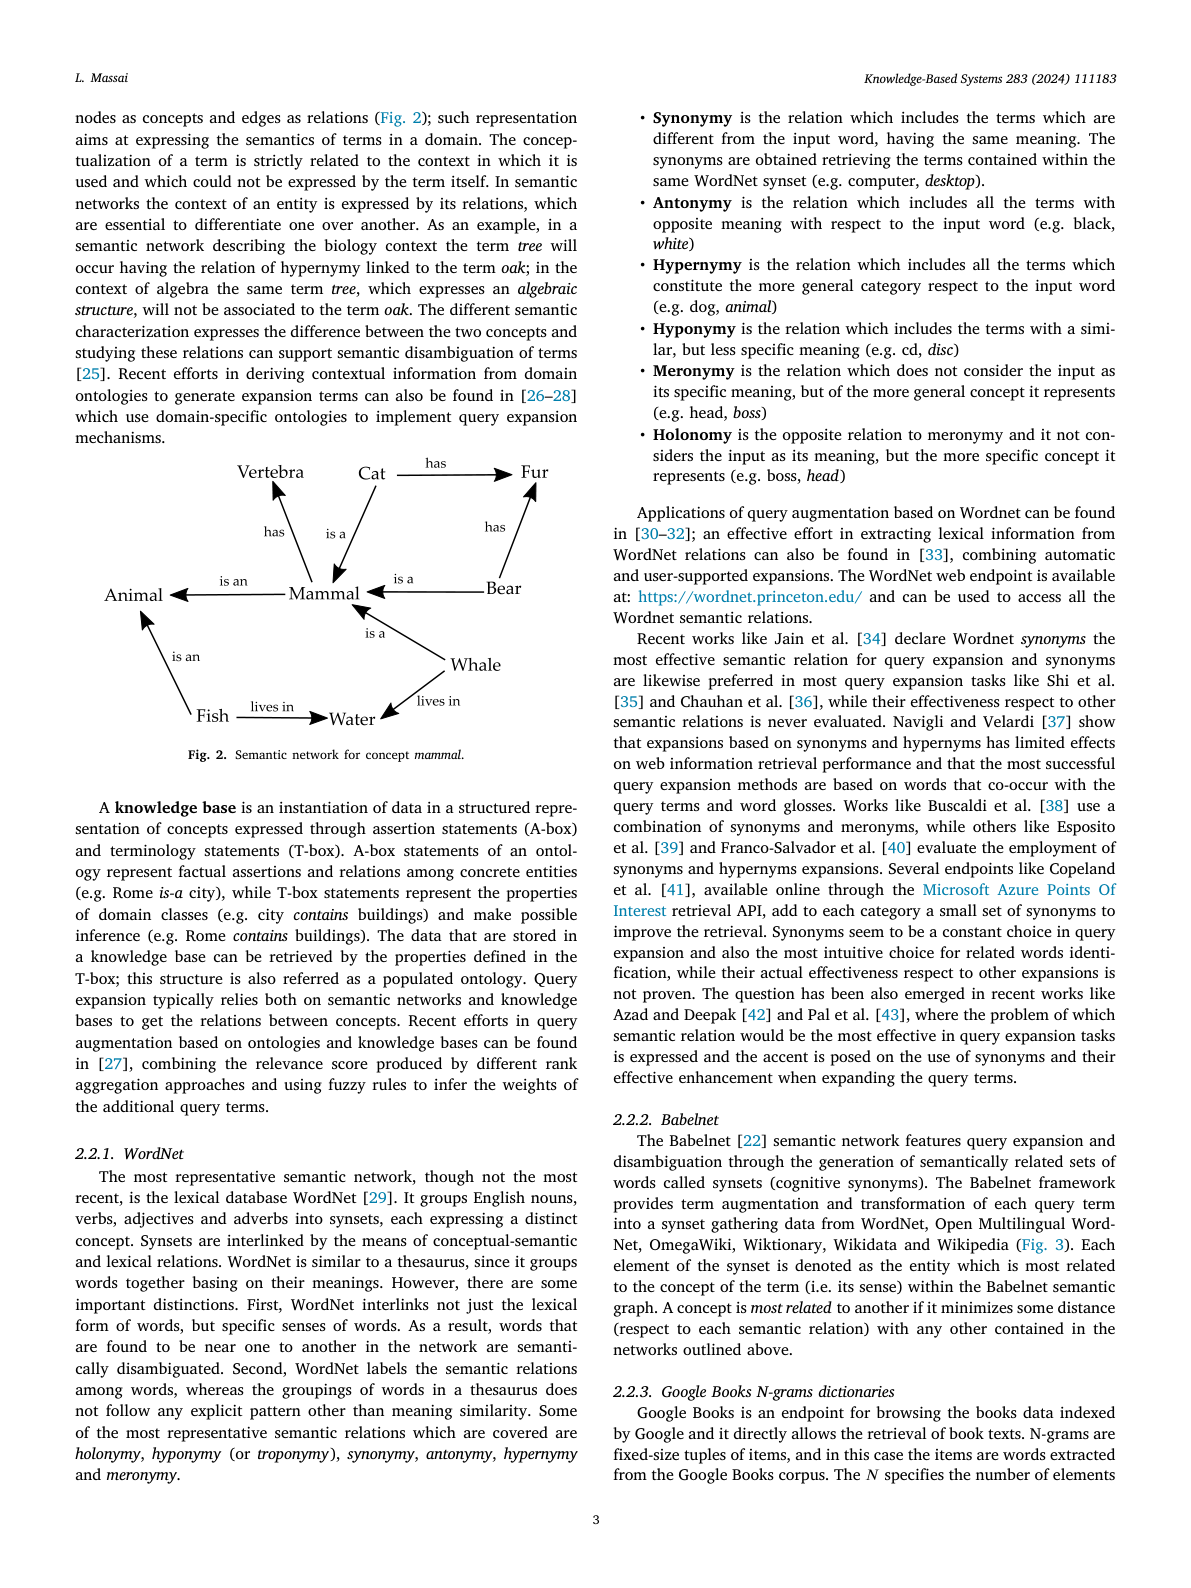 L. Massai
Knowledge-Based Systems 283 (2024) 111183
nodes as concepts and edges as relations (Fig. 2); such representation
aims at expressing the semantics of terms in a domain. The concep-
tualization of a term is strictly related to the context in which it is
used and which could not be expressed by the term itself. In semantic
networks the context of an entity is expressed by its relations, which
are essential to differentiate one over another. As an example, in a
semantic network describing the biology context the term tree will
occur having the relation of hypernymy linked to the term oak; in the
context of algebra the same term tree, which expresses an algebraic
structure, will not be associated to the term oak. The different semantic
characterization expresses the difference between the two concepts and
studying these relations can support semantic disambiguation of terms
[25]. Recent efforts in deriving contextual information from domain
ontologies to generate expansion terms can also be found in [26–28]
which use domain-specific ontologies to implement query expansion
mechanisms.
Vertebra
Cat
has
Fur
has
is a
has
Animal
is an
Mammal
is a
Bear
is a
is an
Whale
Fish
lives in
Water
lives in
Fig. 2. Semantic network for concept mammal.
A knowledge base is an instantiation of data in a structured repre-
sentation of concepts expressed through assertion statements (A-box)
and terminology statements (T-box). A-box statements of an ontol-
ogy represent factual assertions and relations among concrete entities
(e.g. Rome is-a city), while T-box statements represent the properties
of domain classes (e.g. city contains buildings) and make possible
inference (e.g. Rome contains buildings). The data that are stored in
a knowledge base can be retrieved by the properties defined in the
T-box; this structure is also referred as a populated ontology. Query
expansion typically relies both on semantic networks and knowledge
bases to get the relations between concepts. Recent efforts in query
augmentation based on ontologies and knowledge bases can be found
in [27], combining the relevance score produced by different rank
aggregation approaches and using fuzzy rules to infer the weights of
the additional query terms.
2.2.1. WordNet
The most representative semantic network, though not the most
recent, is the lexical database WordNet [29]. It groups English nouns,
verbs, adjectives and adverbs into synsets, each expressing a distinct
concept. Synsets are interlinked by the means of conceptual-semantic
and lexical relations. WordNet is similar to a thesaurus, since it groups
words together basing on their meanings. However, there are some
important distinctions. First, WordNet interlinks not just the lexical
form of words, but specific senses of words. As a result, words that
are found to be near one to another in the network are semanti-
cally disambiguated. Second, WordNet labels the semantic relations
among words, whereas the groupings of words in a thesaurus does
not follow any explicit pattern other than meaning similarity. Some
of the most representative semantic relations which are covered are
holonymy, hyponymy (or troponymy), synonymy, antonymy, hypernymy
and meronymy.
• Synonymy is the relation which includes the terms which are
different from the input word, having the same meaning. The
synonyms are obtained retrieving the terms contained within the
same WordNet synset (e.g. computer, desktop).
• Antonymy is the relation which includes all the terms with
opposite meaning with respect to the input word (e.g. black,
white)
• Hypernymy is the relation which includes all the terms which
constitute the more general category respect to the input word
(e.g. dog, animal)
• Hyponymy is the relation which includes the terms with a simi-
lar, but less specific meaning (e.g. cd, disc)
• Meronymy is the relation which does not consider the input as
its specific meaning, but of the more general concept it represents
(e.g. head, boss)
• Holonomy is the opposite relation to meronymy and it not con-
siders the input as its meaning, but the more specific concept it
represents (e.g. boss, head)
Applications of query augmentation based on Wordnet can be found
in [30–32]; an effective effort in extracting lexical information from
WordNet relations can also be found in [33], combining automatic
and user-supported expansions. The WordNet web endpoint is available
at: https://wordnet.princeton.edu/ and can be used to access all the
Wordnet semantic relations.
Recent works like Jain et al. [34] declare Wordnet synonyms the
most effective semantic relation for query expansion and synonyms
are likewise preferred in most query expansion tasks like Shi et al.
[35] and Chauhan et al. [36], while their effectiveness respect to other
semantic relations is never evaluated. Navigli and Velardi [37] show
that expansions based on synonyms and hypernyms has limited effects
on web information retrieval performance and that the most successful
query expansion methods are based on words that co-occur with the
query terms and word glosses. Works like Buscaldi et al. [38] use a
combination of synonyms and meronyms, while others like Esposito
et al. [39] and Franco-Salvador et al. [40] evaluate the employment of
synonyms and hypernyms expansions. Several endpoints like Copeland
et al. [41], available online through the Microsoft Azure Points Of
Interest retrieval API, add to each category a small set of synonyms to
improve the retrieval. Synonyms seem to be a constant choice in query
expansion and also the most intuitive choice for related words identi-
fication, while their actual effectiveness respect to other expansions is
not proven. The question has been also emerged in recent works like
Azad and Deepak [42] and Pal et al. [43], where the problem of which
semantic relation would be the most effective in query expansion tasks
is expressed and the accent is posed on the use of synonyms and their
effective enhancement when expanding the query terms.
2.2.2. Babelnet
The Babelnet [22] semantic network features query expansion and
disambiguation through the generation of semantically related sets of
words called synsets (cognitive synonyms). The Babelnet framework
provides term augmentation and transformation of each query term
into a synset gathering data from WordNet, Open Multilingual Word-
Net, OmegaWiki, Wiktionary, Wikidata and Wikipedia (Fig. 3). Each
element of the synset is denoted as the entity which is most related
to the concept of the term (i.e. its sense) within the Babelnet semantic
graph. A concept is most related to another if it minimizes some distance
(respect to each semantic relation) with any other contained in the
networks outlined above.
2.2.3. Google Books N-grams dictionaries
Google Books is an endpoint for browsing the books data indexed
by Google and it directly allows the retrieval of book texts. N-grams are
fixed-size tuples of items, and in this case the items are words extracted
from the Google Books corpus. The N specifies the number of elements
3